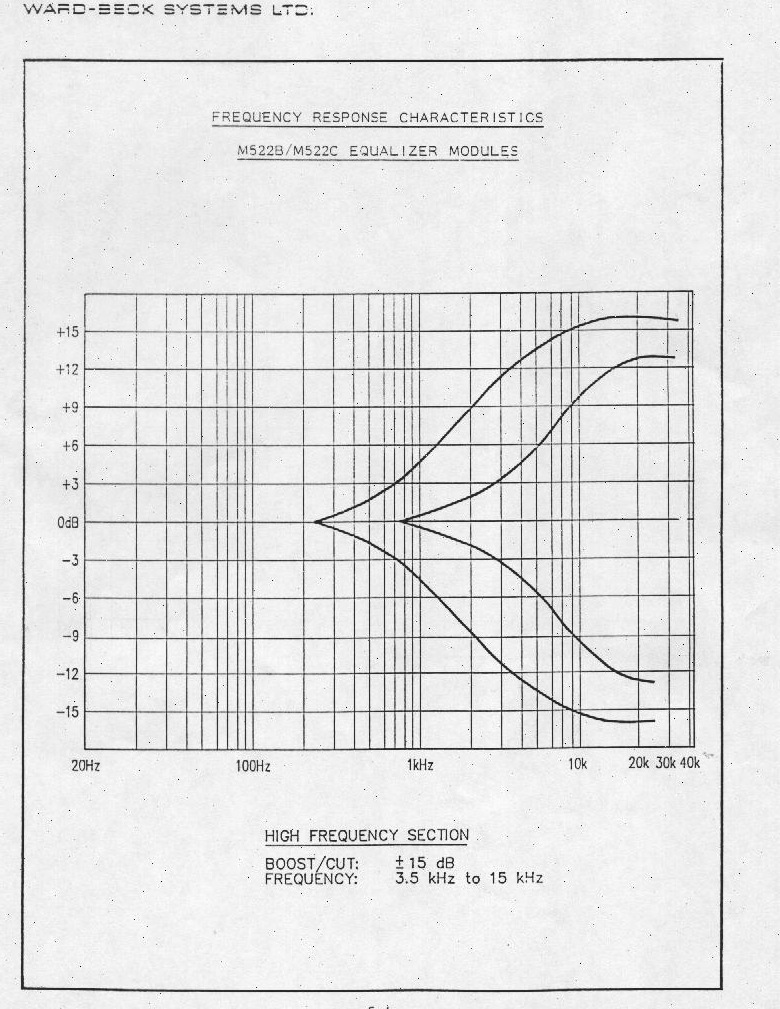 WARD-BECK SYSTEMS LTD.
FREQUENCY RESPONSE CHARACTERISTICS
M522B/M522C EQUALIZER MODULES
+15
+12
+9
+6
+3
0dB
−3
−6
−9
−12
−15
20Hz 100Hz 1kHz 10k 20k 30k 40k
HIGH FREQUENCY SECTION
BOOST/CUT: ±15 dB
FREQUENCY: 3.5 kHz to 15 kHz